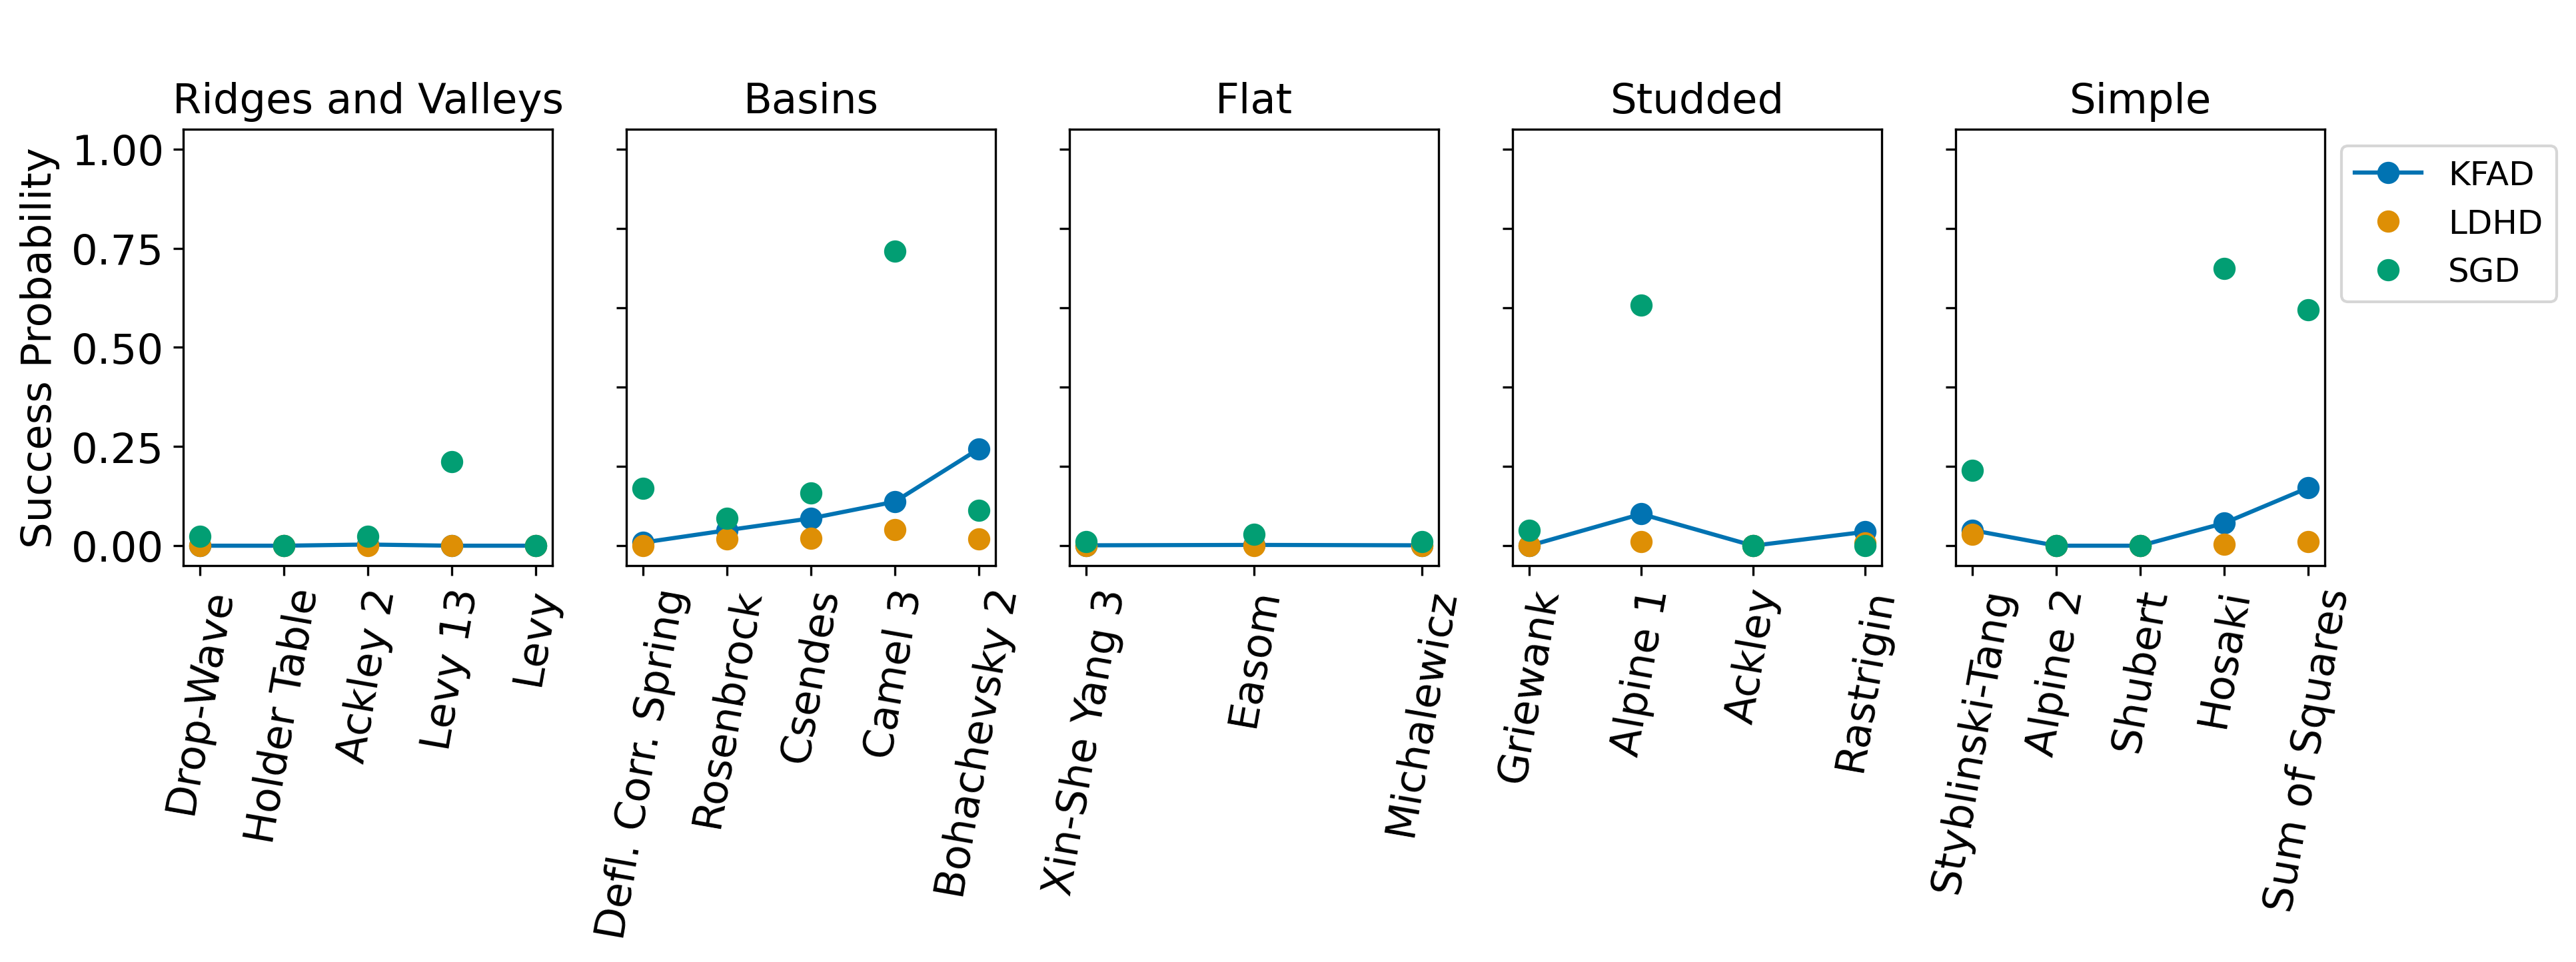 Ridges and Valleys
Basins
Flat
Studded
Simple
Success Probability
1.00
0.75
0.50
0.25
0.00
KFAD
LDHD
SGD
Drop-Wave
Holder Table
Ackley 2
Levy 13
Levy
Defl. Corr. Spring
Rosenbrock
Csendes
Camel 3
Bohachevsky 2
Xin-She Yang 3
Easom
Michalewicz
Griewank
Alpine 1
Ackley
Rastrigin
Styblinski-Tang
Alpine 2
Shubert
Hosaki
Sum of Squares